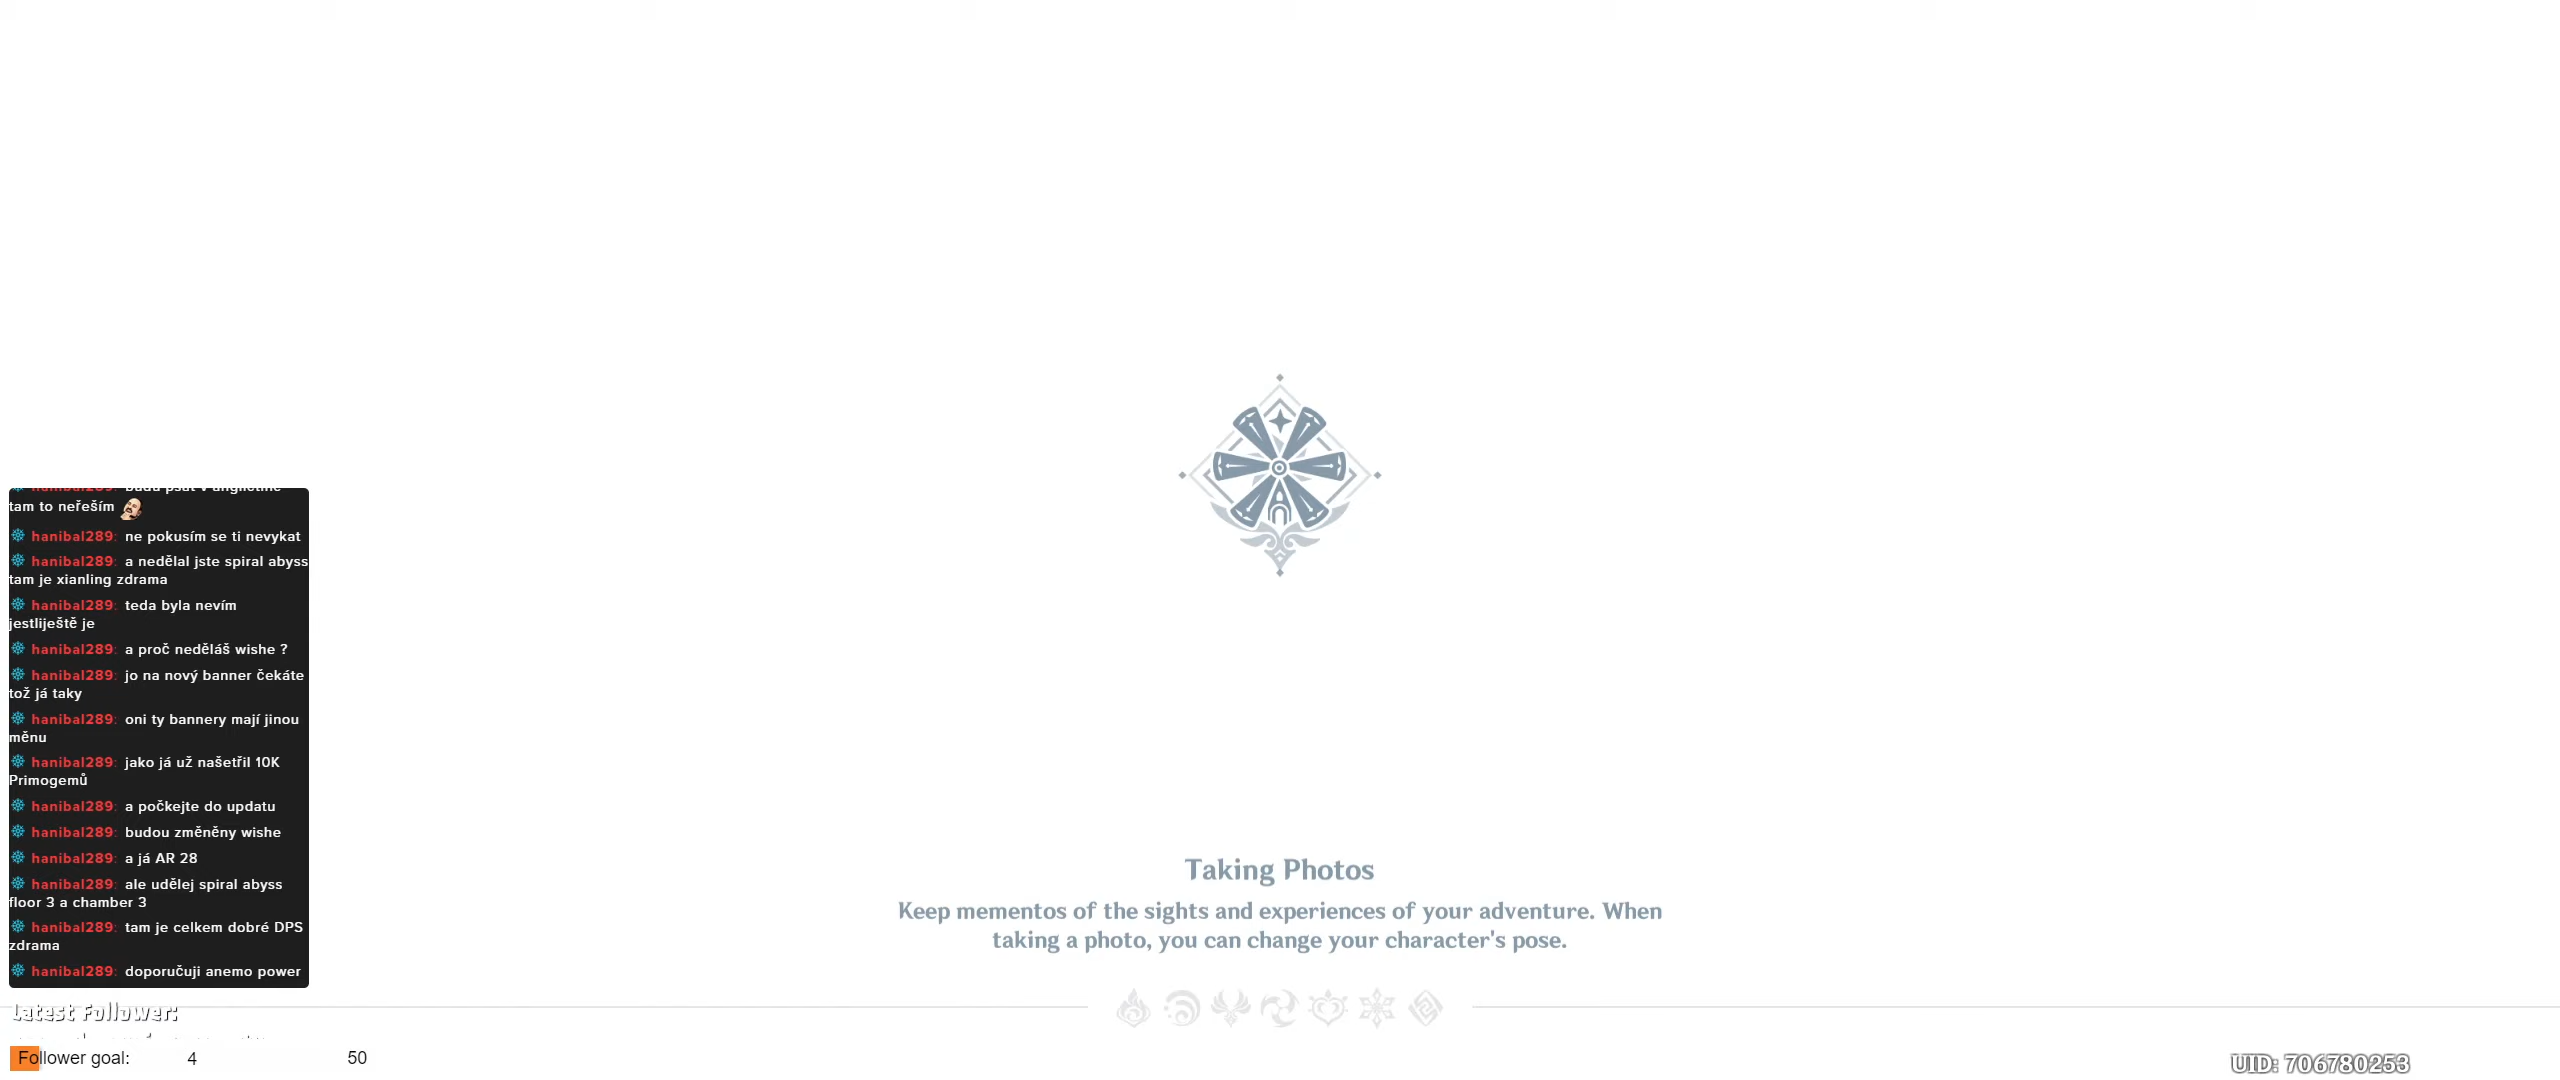 hanibal289: budu psát v angličtině
tam to neřeším
hanibal289: ne pokusím se ti nevykat
hanibal289: a nedělal jste spiral abyss
tam je xianling zdrama
hanibal289: teda byla nevím
jestliještě je
hanibal289: a proč neděláš wishe ?
hanibal289: jo na nový banner čekáte
tož já taky
hanibal289: oni ty bannery mají jinou
měnu
hanibal289: jako já už našetřil 10K
Primogemů
hanibal289: a počkejte do updatu
hanibal289: budou změněny wishe
hanibal289: a já AR 28
hanibal289: ale udělej spiral abyss
floor 3 a chamber 3
hanibal289: tam je celkem dobré DPS
zdrama
hanibal289: doporučuji anemo power
Taking Photos
Keep mementos of the sights and experiences of your adventure. When
taking a photo, you can change your character's pose.
Latest Follower:
Follower goal: 4 50
UID: 706780253